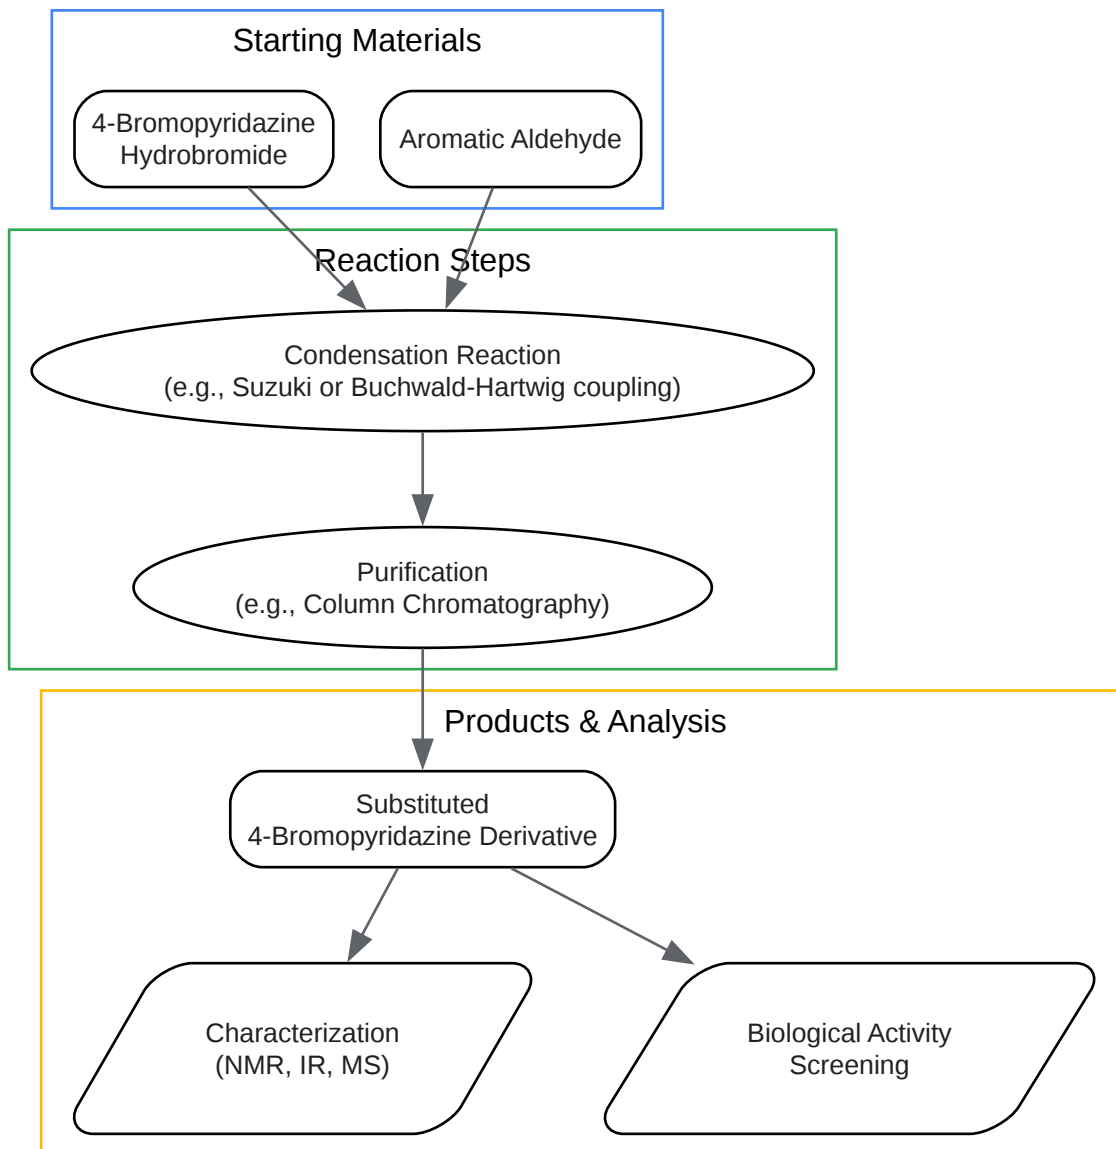 Starting Materials
4-Bromopyridazine
Hydrobromide
Aromatic Aldehyde
Reaction Steps
Condensation Reaction
(e.g., Suzuki or Buchwald-Hartwig coupling)
Purification
(e.g., Column Chromatography)
Products & Analysis
Substituted
4-Bromopyridazine Derivative
Characterization
(NMR, IR, MS)
Biological Activity
Screening